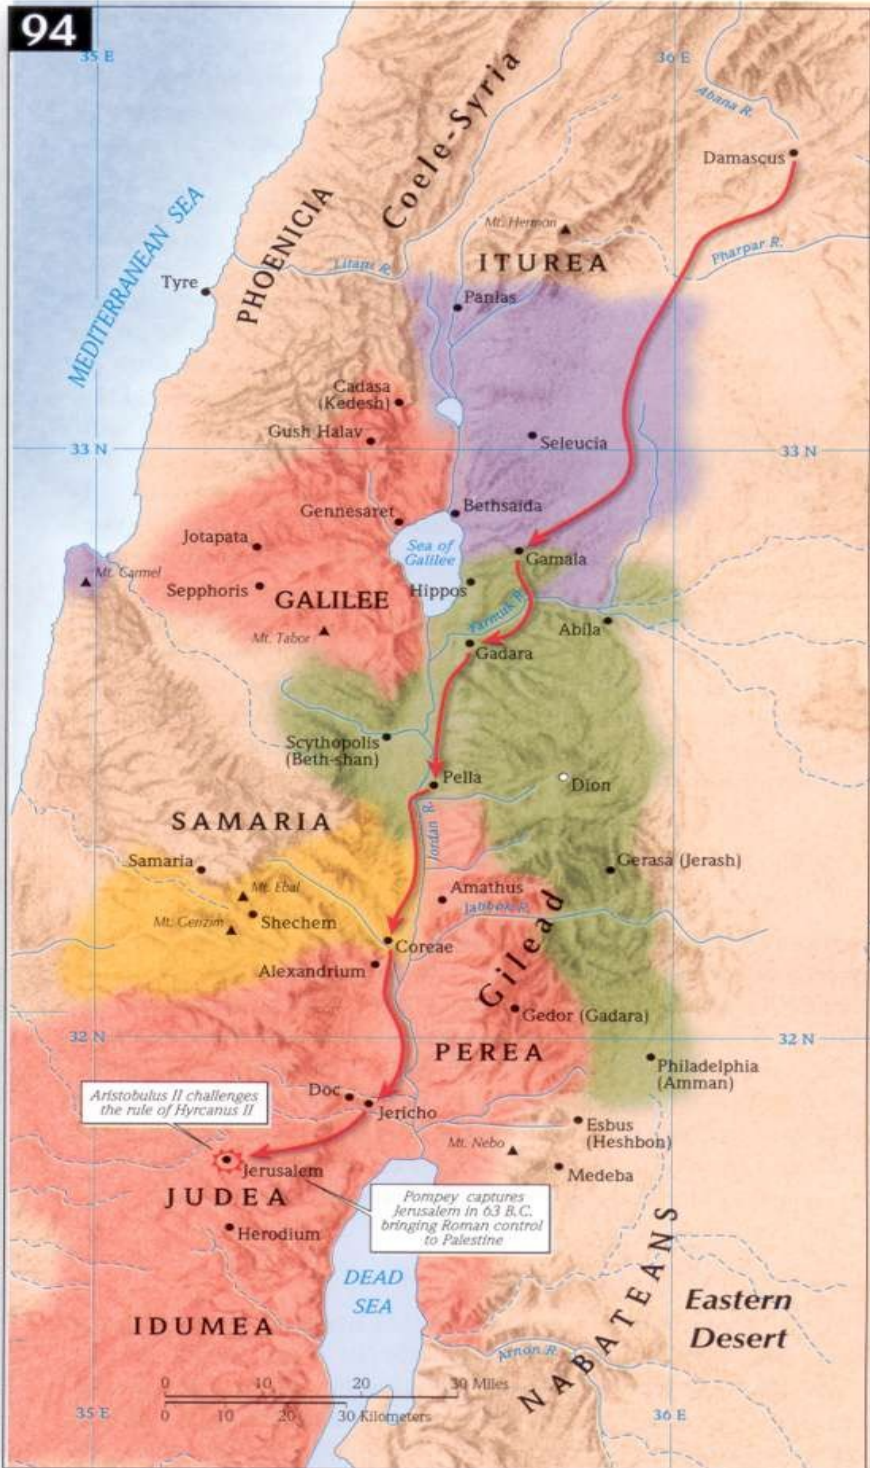 94
35 E
36 E
Abana R.
Damascus
Coele-Syria
MEDITERRANEAN SEA
PHOENICIA
Mt. Hermon
Pharpar R.
Litani R.
ITUREA
Tyre
Panias
Cadasa
(Kedesh)
Gush Halav
Seleucia
33 N
33 N
Gennesaret
Bethsaida
Jotapata
Sea of
Galilee
Gamala
Mt. Carmel
Sepphoris
GALILEE
Hippos
Yarmuk R.
Mt. Tabor
Abila
Gadara
Scythopolis
(Beth-shan)
Pella
Dion
Jordan R.
SAMARIA
Samaria
Gerasa (Jerash)
Mt. Ebal
Amathus
Jabbok R.
Mt. Gerizim
Shechem
Gilead
Coreae
Alexandrium
Gedor (Gadara)
32 N
32 N
PEREA
Philadelphia
(Amman)
Aristobulus II challenges
the rule of Hyrcanus II
Doc
Jericho
Esbus
(Heshbon)
Mt. Nebo
Jerusalem
Medeba
JUDEA
Pompey captures
Jerusalem in 63 B.C.
bringing Roman control
to Palestine
Herodium
DEAD
SEA
NABATEANS
Eastern
Desert
IDUMEA
Arnon R.
0 10 20 30 Miles
0 10 20 30 Kilometers
35 E
36 E